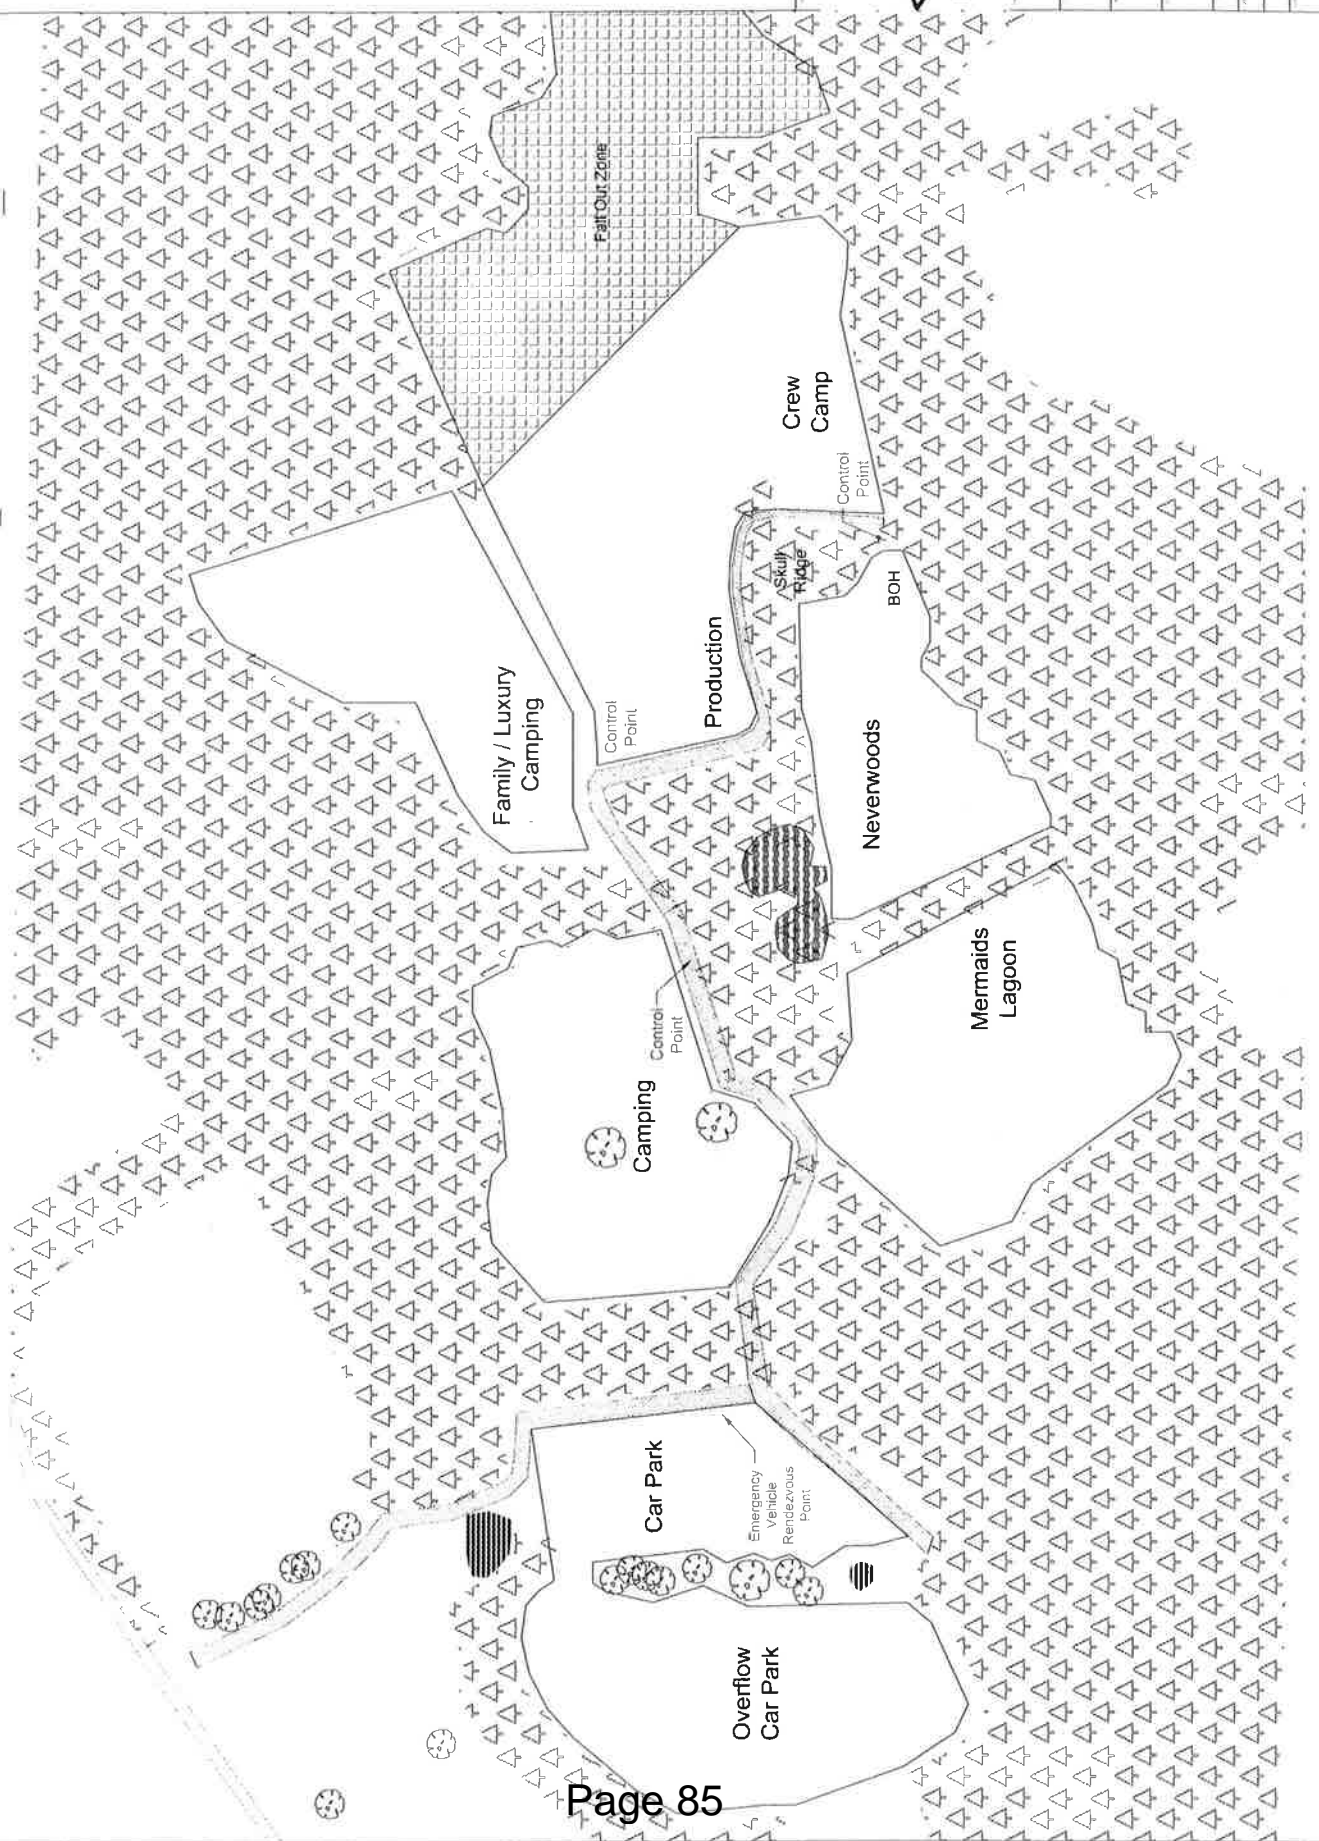 Fall Out Zone
Crew
Camp
Control
Point
Skull
Ridge
BOH
Production
Family / Luxury
Camping
Control
Point
Neverwoods
Mermaids
Lagoon
Control
Point
Camping
Car Park
Emergency
Vehicle
Rendezvous
Point
Overflow
Car Park
Page 85